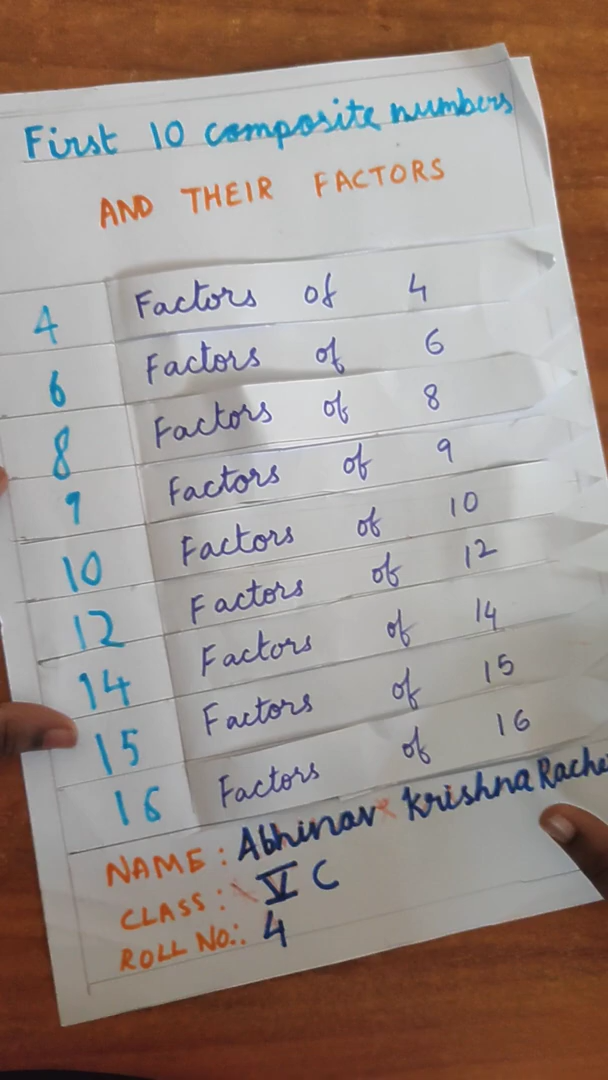 First 10 composite numbers
AND THEIR FACTORS
4 Factors of 4
6 Factors of 6
8 Factors of 8
9 Factors of 9
10 Factors of 10
12 Factors of 12
14 Factors of 14
15 Factors of 15
16 Factors of 16
NAME: Abhinav Krishna
CLASS: V C
ROLL No.: 4